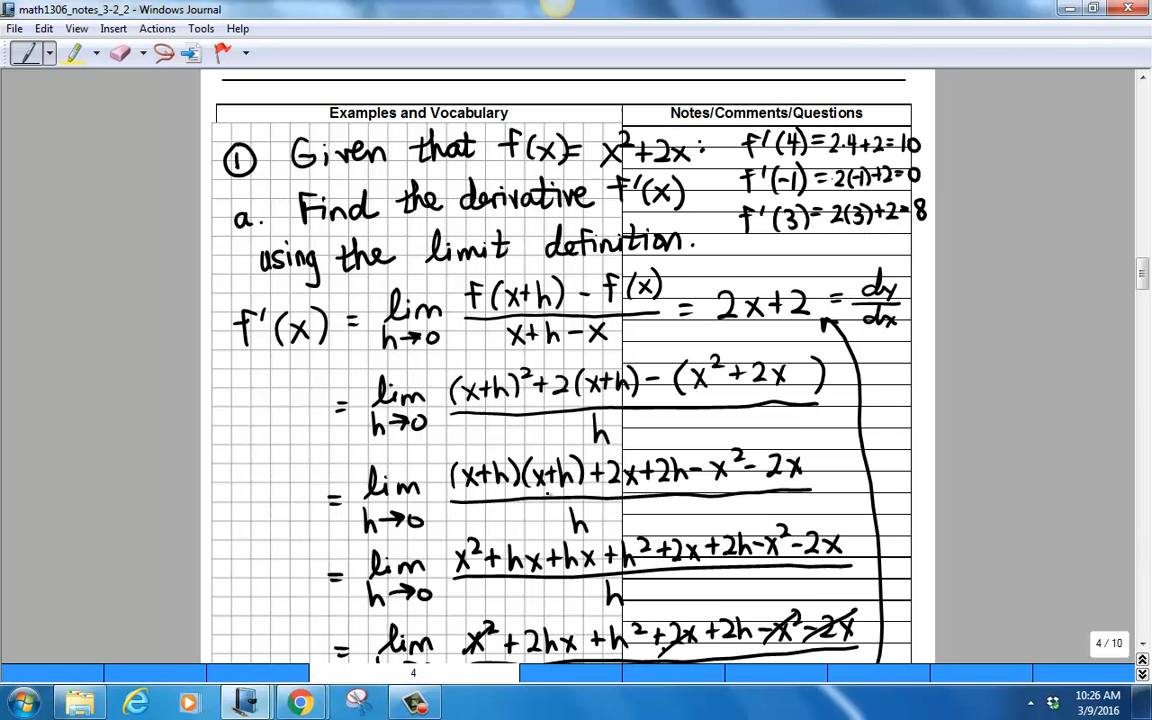 math1306_notes_3-2_2 - Windows Journal
File Edit View Insert Actions Tools Help
Examples and Vocabulary Notes/Comments/Questions
① Given that f(x)= x²+2x:
a. Find the derivative f'(x)
using the limit definition.
f'(4)=2·4+2=10
f'(-1)=2(-1)+2=0
f'(3)=2(3)+2=8
f'(x) = lim h→0 f(x+h) - f(x) / x+h-x = 2x+2 = dy/dx
= lim h→0 (x+h)²+2(x+h)-(x²+2x) / h
= lim h→0 (x+h)(x+h)+2x+2h-x²-2x / h
= lim h→0 x²+hx+hx+h²+2x+2h-x²-2x / h
= lim x²+2hx+h²+2x+2h-x²-2x
4 / 10
4
10:26 AM
3/9/2016